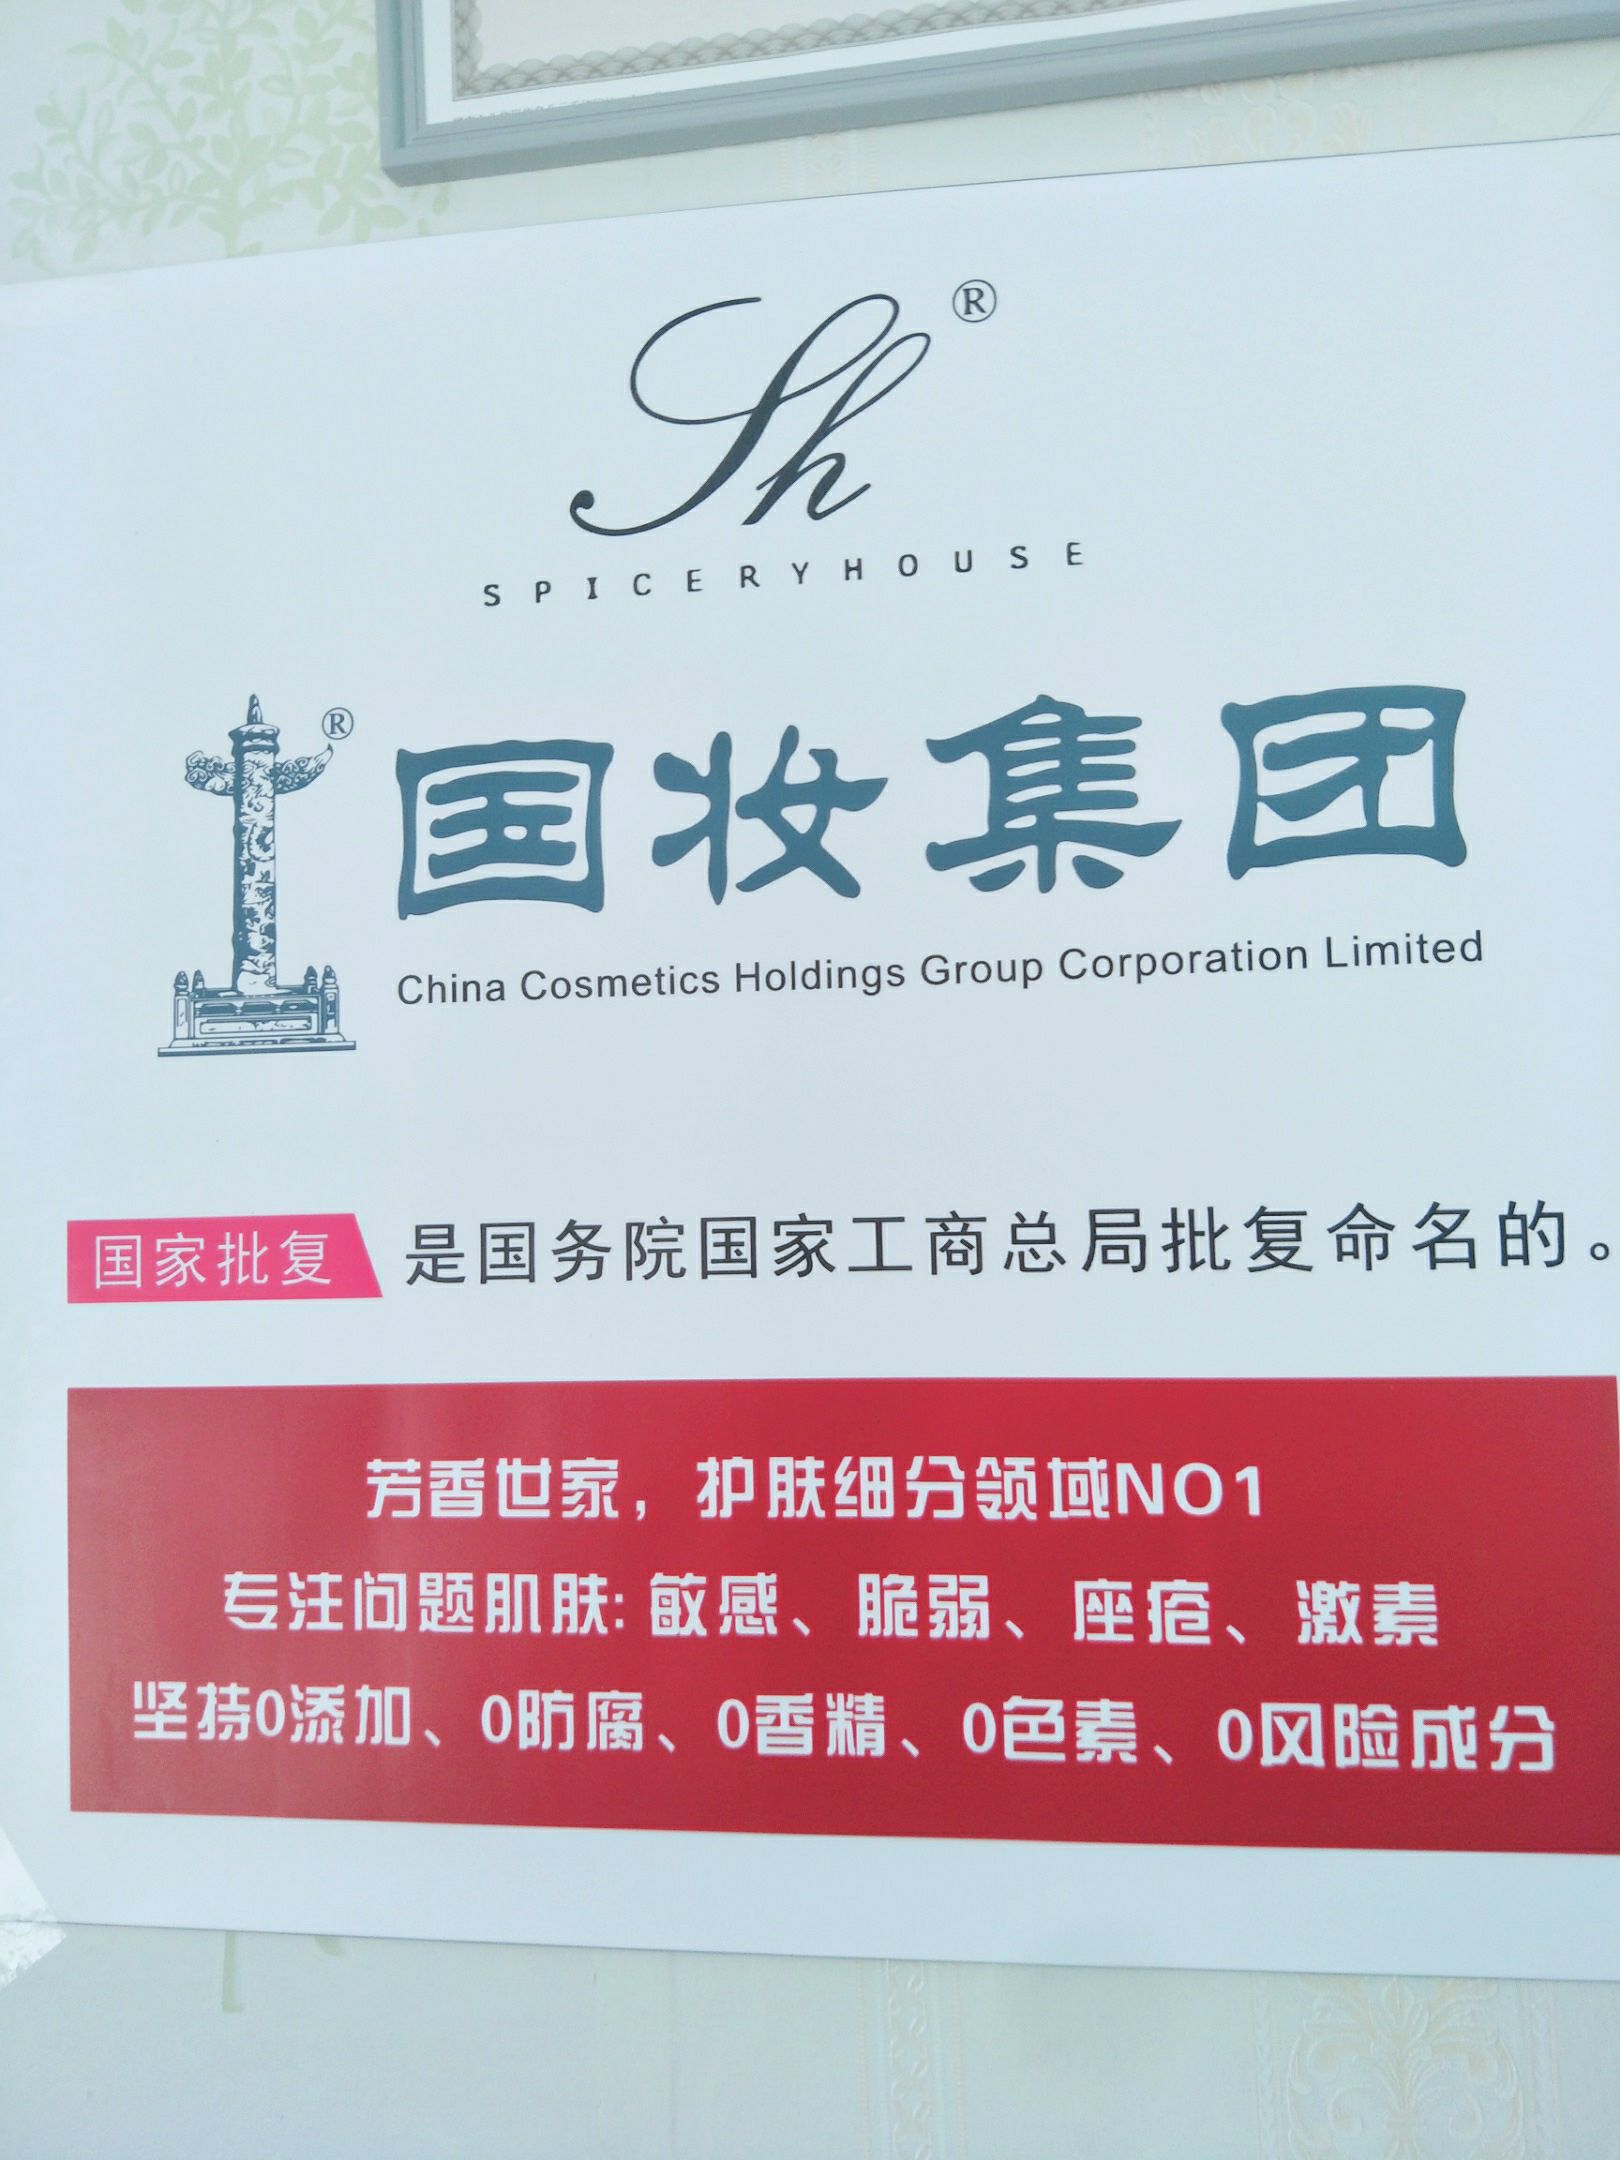 Sh®
SPICERYHOUSE
®
国妆集团
China Cosmetics Holdings Group Corporation Limited
国家批复 是国务院国家工商总局批复命名的。
芳香世家，护肤细分领域NO1
专注问题肌肤:敏感、脆弱、座疮、激素
坚持0添加、0防腐、0香精、0色素、0风险成分